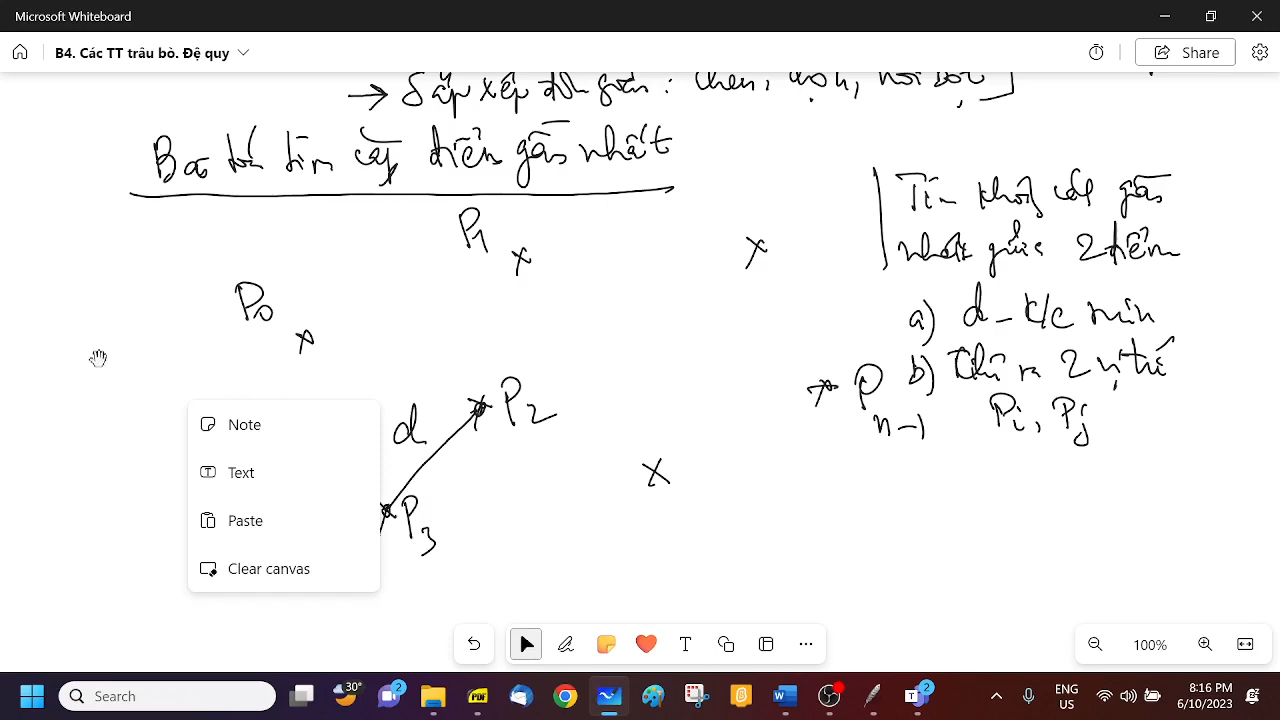 Microsoft Whiteboard
B4. Các TT trâu bò. Đệ quy
Share
→ Sắp xếp đơn giản : chèn, chọn, nổi bọt ]
Bài toán tìm cặp điểm gần nhất
Tìm khoảng cách gần
nhất giữa 2 điểm
a) d - k/c min
b) Chỉ ra 2 vị trí
Pi, Pj
P1
P0
P n-1
d
P2
P3
Note
Text
Paste
Clear canvas
100%
Search
30°
2
2
ENG
US
8:16 PM
6/10/2023